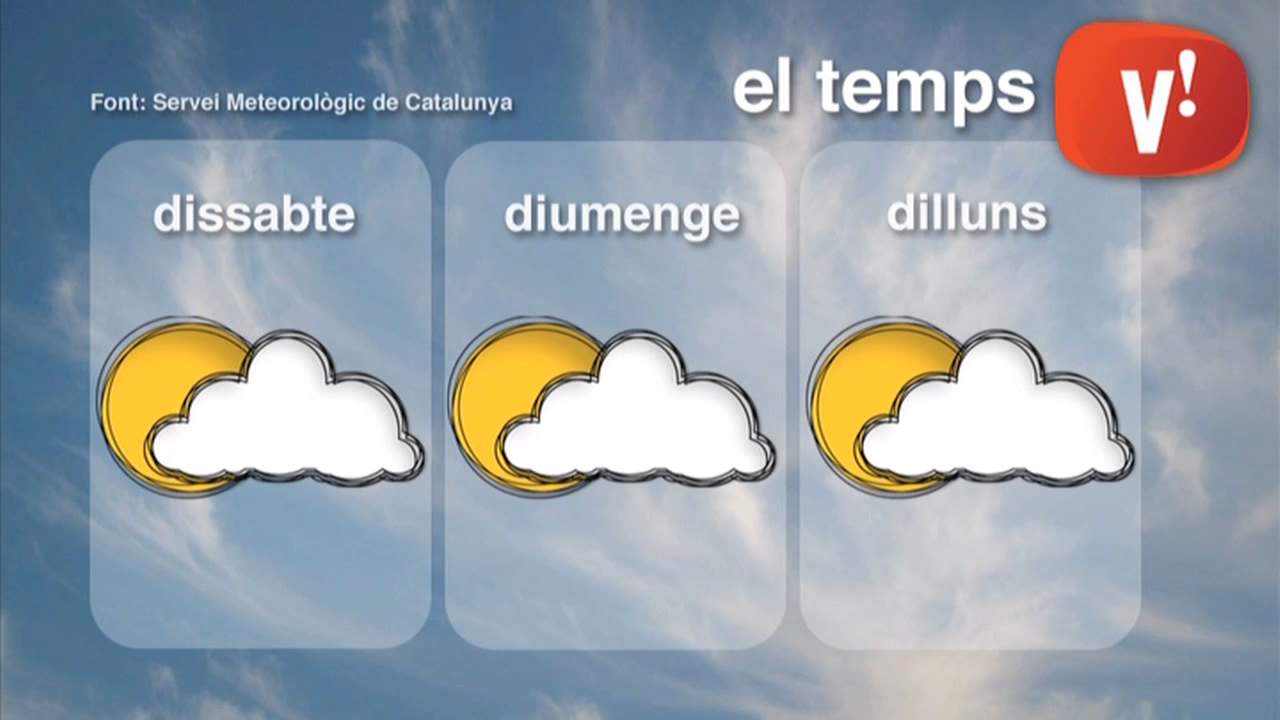 el temps
V!
Font: Servei Meteorològic de Catalunya
dissabte
diumenge
dilluns